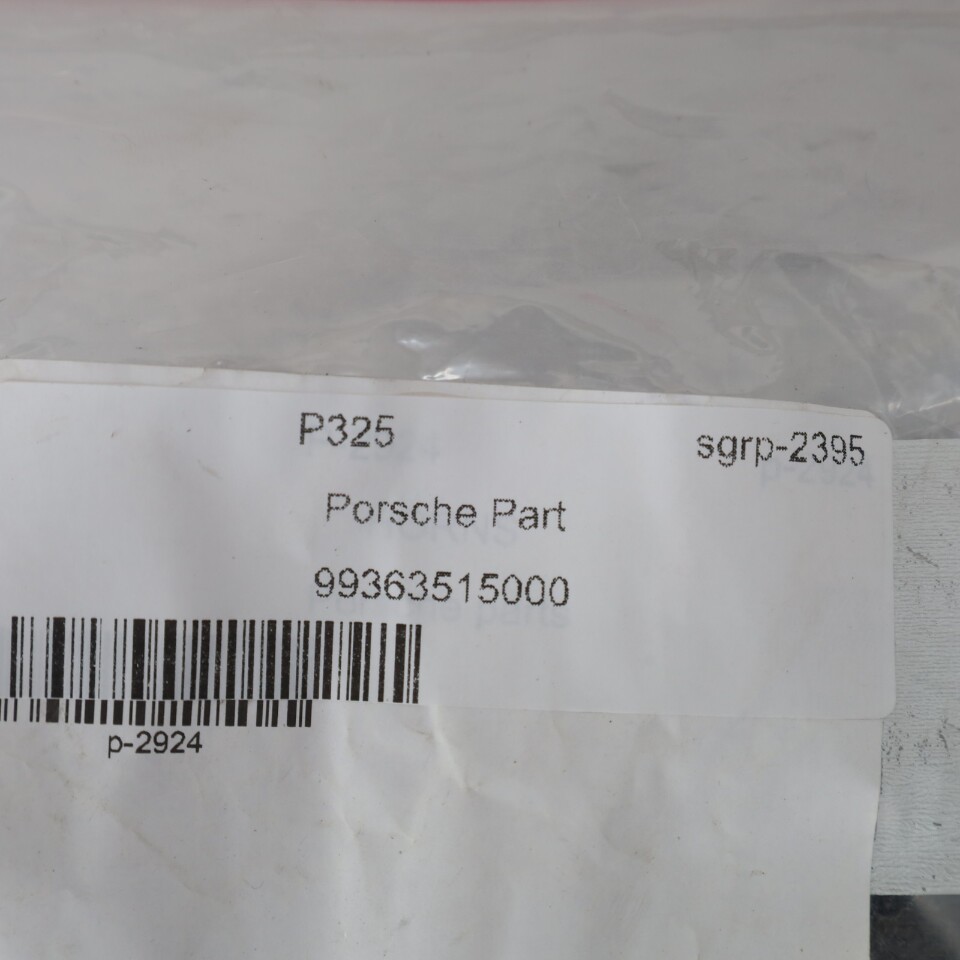 P325
sgrp-2395
Porsche Part
99363515000
p-2924